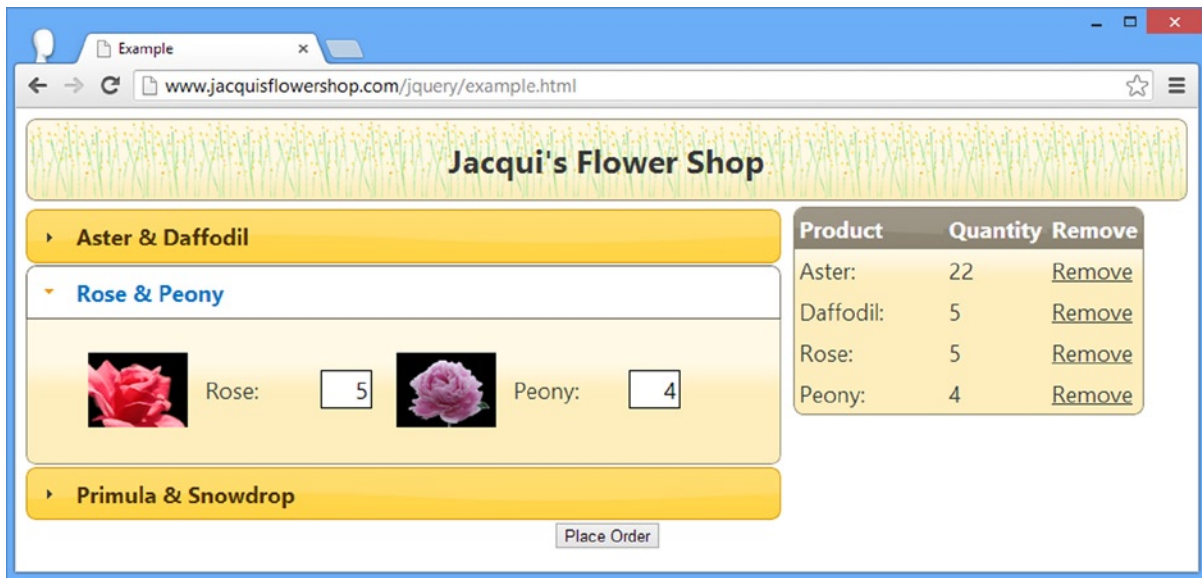 Example
www.jacquisflowershop.com/jquery/example.html
Jacqui's Flower Shop
Aster & Daffodil
Rose & Peony
Rose: 5 Peony: 4
Primula & Snowdrop
Place Order
Product Quantity Remove
Aster: 22 Remove
Daffodil: 5 Remove
Rose: 5 Remove
Peony: 4 Remove